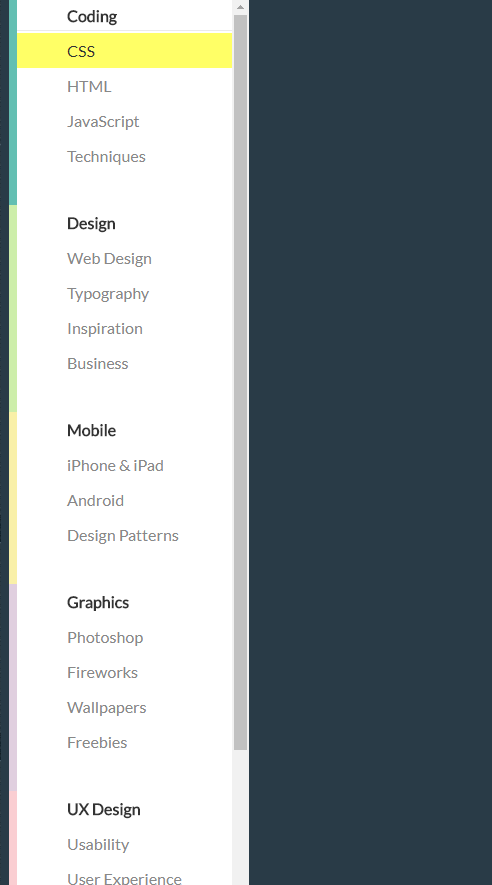 Coding
CSS
HTML
JavaScript
Techniques
Design
Web Design
Typography
Inspiration
Business
Mobile
iPhone & iPad
Android
Design Patterns
Graphics
Photoshop
Fireworks
Wallpapers
Freebies
UX Design
Usability
User Experience